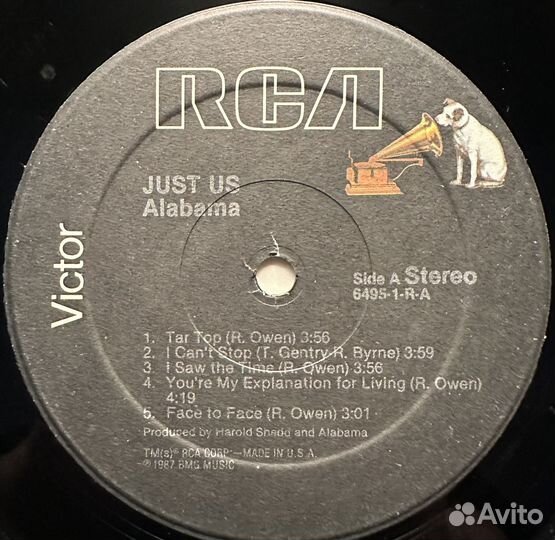 RCA
Victor
JUST US
Alabama
Side A Stereo
6495-1-R-A
1. Tar Top (R. Owen) 3:56
2. I Can't Stop (T. Gentry-R. Byrne) 3:59
3. I Saw the Time (R. Owen) 3:56
4. You're My Explanation for Living (R. Owen)
4:19
5. Face to Face (R. Owen) 3:01
Produced by Harold Shedd and Alabama
TM(s)® RCA CORP.—MADE IN U.S.A.
℗ 1987 BMG MUSIC
Avito